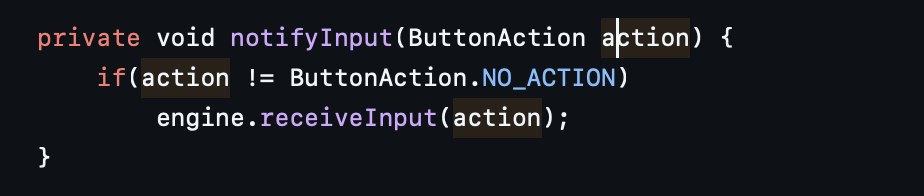 private void notifyInput(ButtonAction action) {
    if(action != ButtonAction.NO_ACTION)
        engine.receiveInput(action);
}